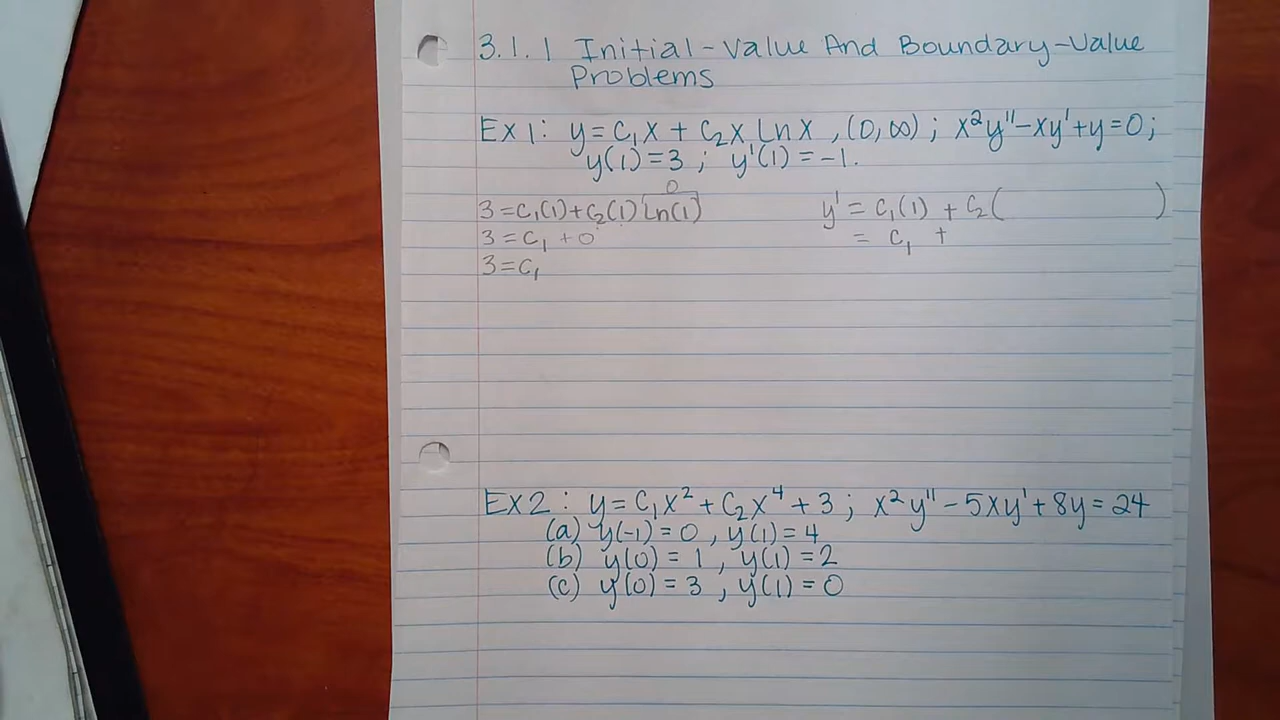 3.1.1 Initial-Value And Boundary-Value
Problems
Ex 1: y = c₁x + c₂x ln x , (0, ∞) ; x²y" - xy' + y = 0 ;
y(1) = 3 ; y'(1) = -1.
0
3 = c₁(1) + c₂(1) ln(1)
y' = c₁(1) + c₂( )
3 = c₁ + 0
= c₁ +
3 = c₁
Ex 2 : y = c₁x² + c₂x⁴ + 3 ; x²y" - 5xy' + 8y = 24
(a) y(-1) = 0 , y(1) = 4
(b) y(0) = 1 , y(1) = 2
(c) y(0) = 3 , y(1) = 0